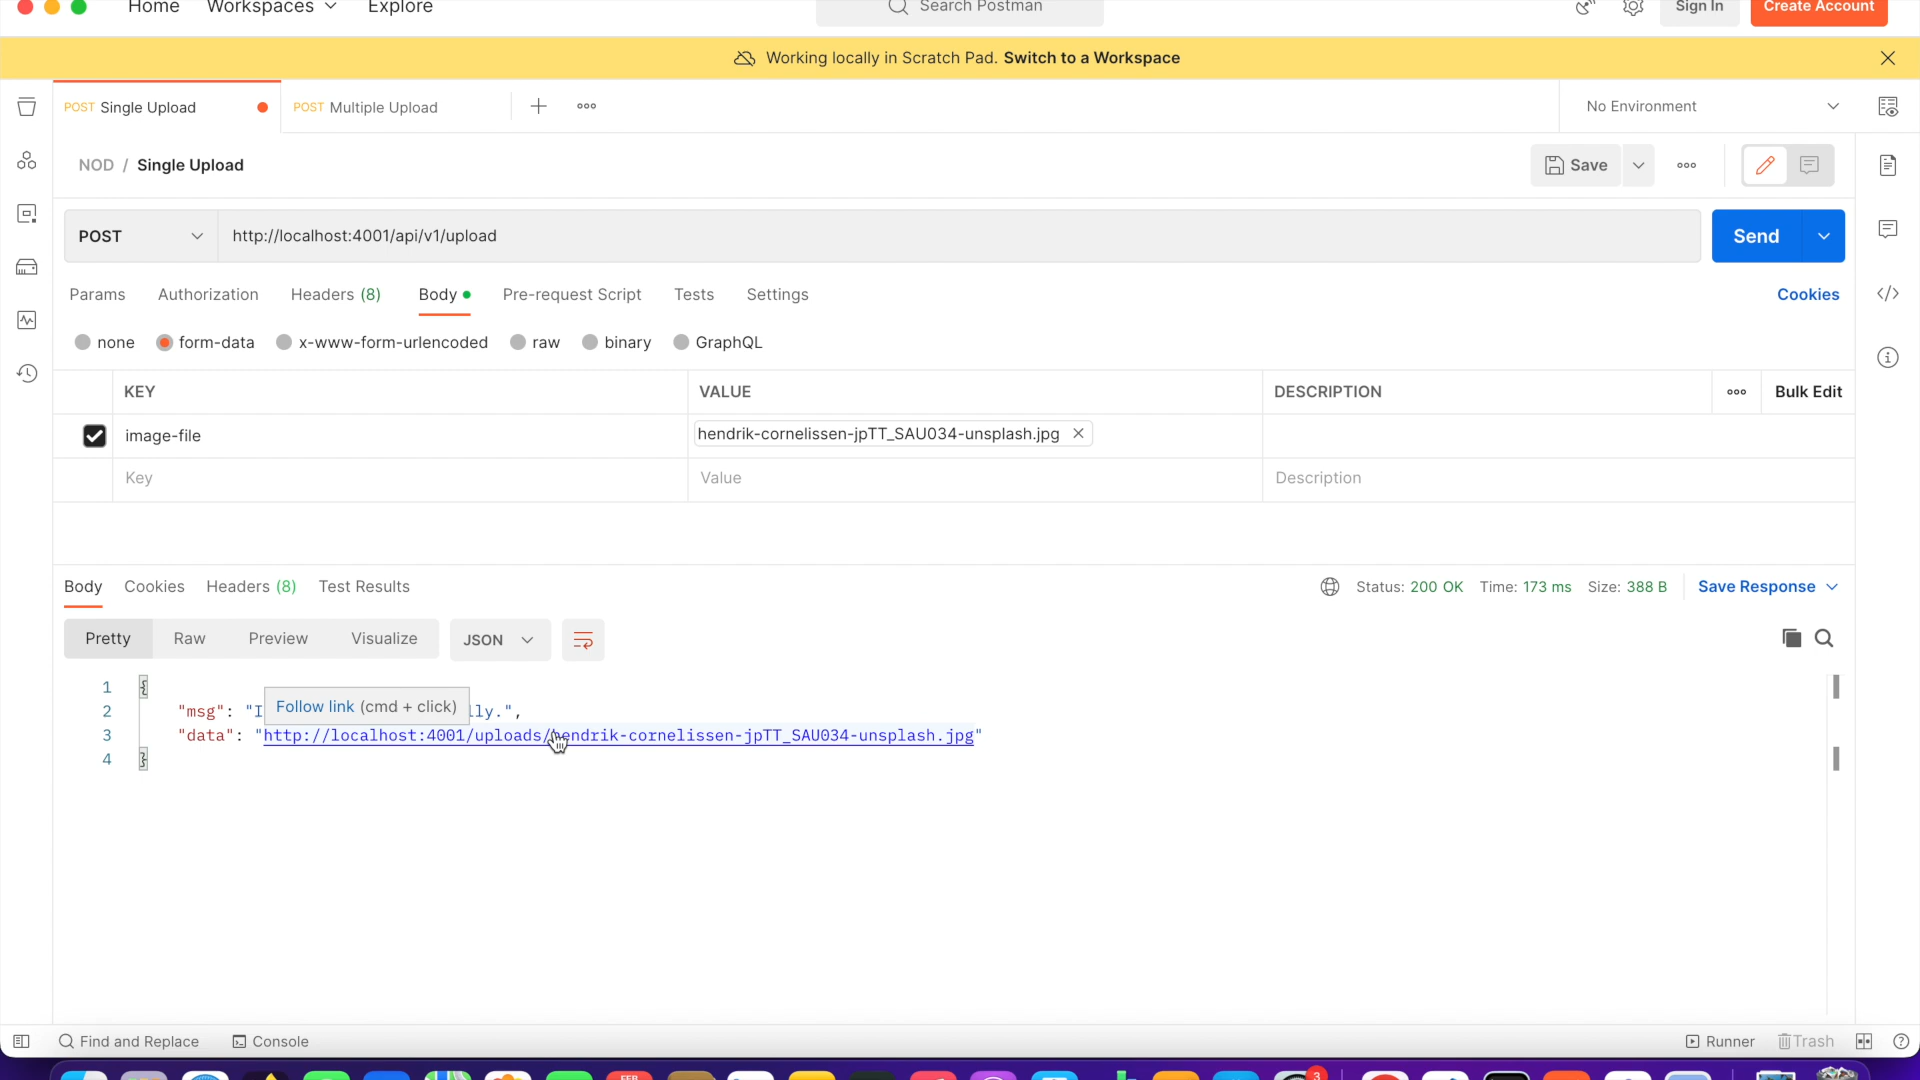 Home Workspaces Explore Search Postman Sign In Create Account
Working locally in Scratch Pad. Switch to a Workspace
POST Single Upload POST Multiple Upload No Environment
NOD / Single Upload Save
POST http://localhost:4001/api/v1/upload Send
Params Authorization Headers (8) Body Pre-request Script Tests Settings Cookies
none form-data x-www-form-urlencoded raw binary GraphQL
KEY VALUE DESCRIPTION Bulk Edit
image-file hendrik-cornelissen-jpTT_SAU034-unsplash.jpg
Key Value Description
Body Cookies Headers (8) Test Results Status: 200 OK Time: 173 ms Size: 388 B Save Response
Pretty Raw Preview Visualize JSON
1 {
Follow link (cmd + click)
2 "msg": "I lly.",
3 "data": "http://localhost:4001/uploads/hendrik-cornelissen-jpTT_SAU034-unsplash.jpg"
4 }
Find and Replace Console Runner Trash
FEB 3